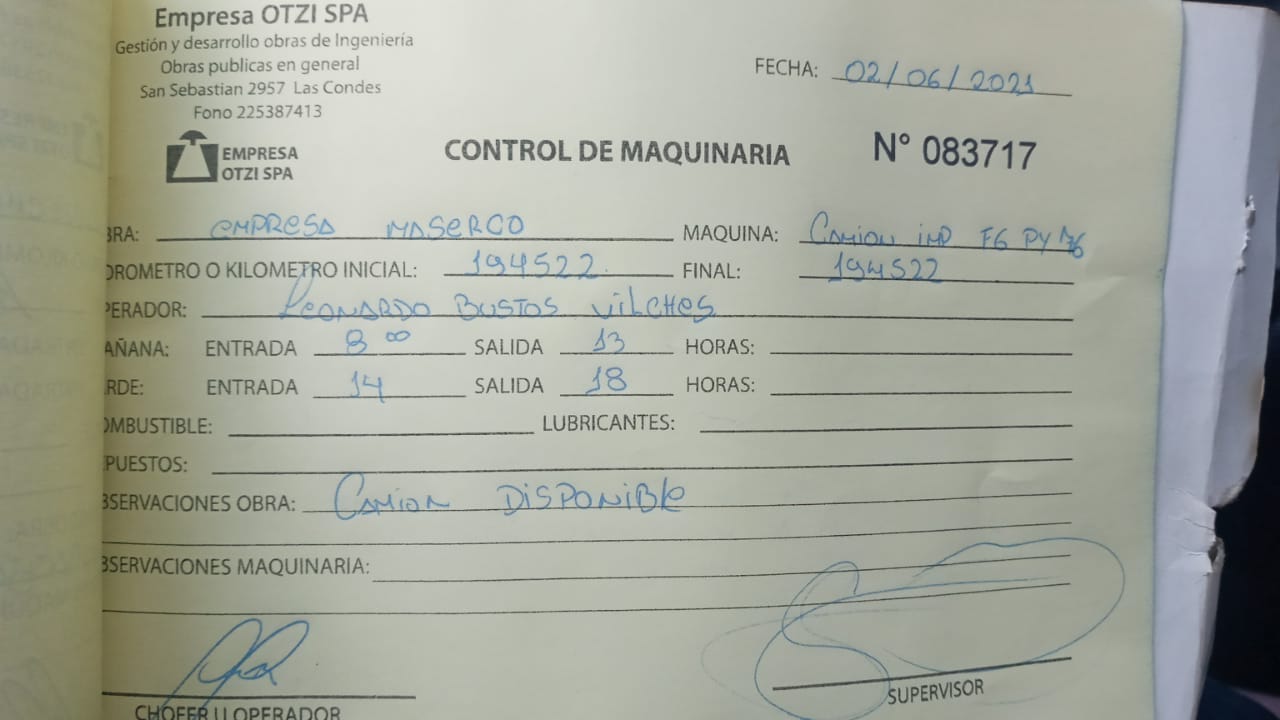 Empresa OTZI SPA
Gestión y desarrollo obras de Ingeniería
Obras publicas en general
San Sebastian 2957 Las Condes
Fono 225387413
FECHA: 02/06/2021
EMPRESA
OTZI SPA
CONTROL DE MAQUINARIA
N° 083717
BRA: EMPRESA MASERCO MAQUINA: Camion imp FG PY 76
OROMETRO O KILOMETRO INICIAL: 194522. FINAL: 194522
PERADOR: Leonardo Bustos Vilches
AÑANA: ENTRADA 8 00 SALIDA 13 HORAS:
RDE: ENTRADA 14 SALIDA 18 HORAS:
OMBUSTIBLE: LUBRICANTES:
PUESTOS:
BSERVACIONES OBRA: Camion Disponible
BSERVACIONES MAQUINARIA:
CHOFER U OPERADOR
SUPERVISOR